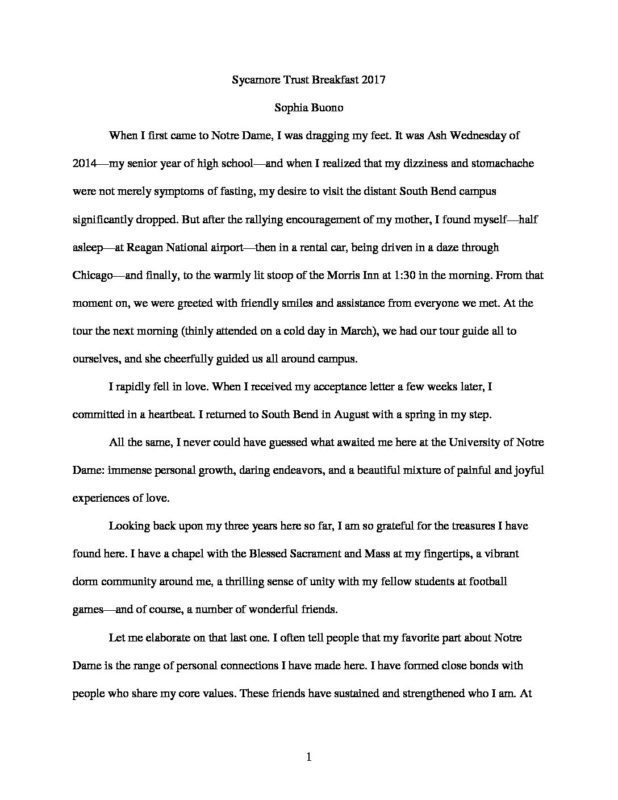 Sycamore Trust Breakfast 2017
Sophia Buono
When I first came to Notre Dame, I was dragging my feet. It was Ash Wednesday of
2014—my senior year of high school—and when I realized that my dizziness and stomachache
were not merely symptoms of fasting, my desire to visit the distant South Bend campus
significantly dropped. But after the rallying encouragement of my mother, I found myself—half
asleep—at Reagan National airport—then in a rental car, being driven in a daze through
Chicago—and finally, to the warmly lit stoop of the Morris Inn at 1:30 in the morning. From that
moment on, we were greeted with friendly smiles and assistance from everyone we met. At the
tour the next morning (thinly attended on a cold day in March), we had our tour guide all to
ourselves, and she cheerfully guided us all around campus.
I rapidly fell in love. When I received my acceptance letter a few weeks later, I
committed in a heartbeat. I returned to South Bend in August with a spring in my step.
All the same, I never could have guessed what awaited me here at the University of Notre
Dame: immense personal growth, daring endeavors, and a beautiful mixture of painful and joyful
experiences of love.
Looking back upon my three years here so far, I am so grateful for the treasures I have
found here. I have a chapel with the Blessed Sacrament and Mass at my fingertips, a vibrant
dorm community around me, a thrilling sense of unity with my fellow students at football
games—and of course, a number of wonderful friends.
Let me elaborate on that last one. I often tell people that my favorite part about Notre
Dame is the range of personal connections I have made here. I have formed close bonds with
people who share my core values. These friends have sustained and strengthened who I am. At
1